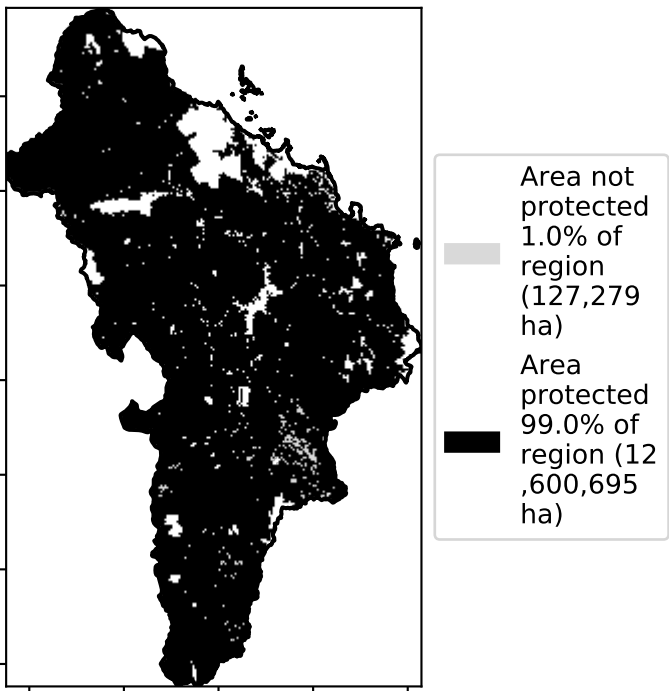 Area not
protected
1.0% of
region
(127,279
ha)
Area
protected
99.0% of
region (12
,600,695
ha)